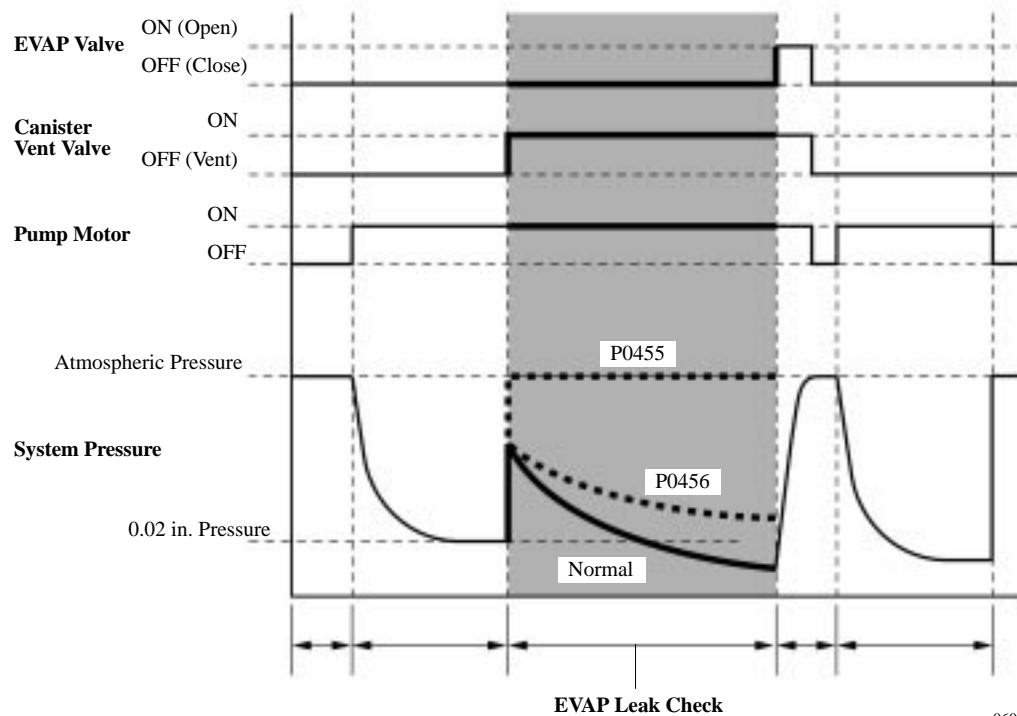 ON (Open)
EVAP Valve
OFF (Close)
ON
Canister
Vent Valve
OFF (Vent)
ON
Pump Motor
OFF
Atmospheric Pressure
P0455
System Pressure
P0456
0.02 in. Pressure
Normal
EVAP Leak Check